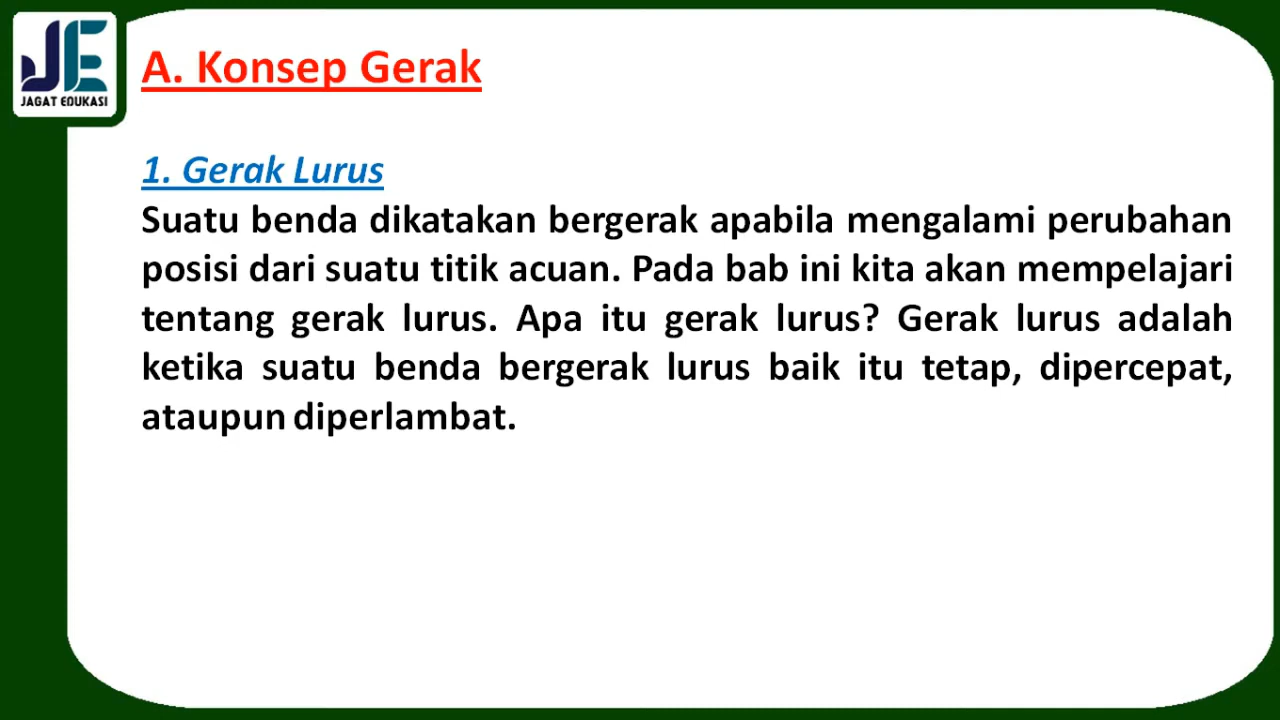 JE
JAGAT EDUKASI
A. Konsep Gerak
1. Gerak Lurus
Suatu benda dikatakan bergerak apabila mengalami perubahan
posisi dari suatu titik acuan. Pada bab ini kita akan mempelajari
tentang gerak lurus. Apa itu gerak lurus? Gerak lurus adalah
ketika suatu benda bergerak lurus baik itu tetap, dipercepat,
ataupun diperlambat.